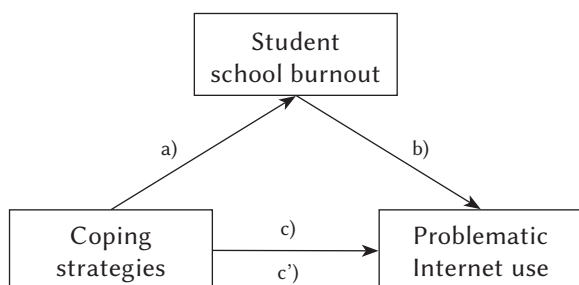 Student
school burnout
a)
b)
Coping
strategies
c)
c’)
Problematic
Internet use